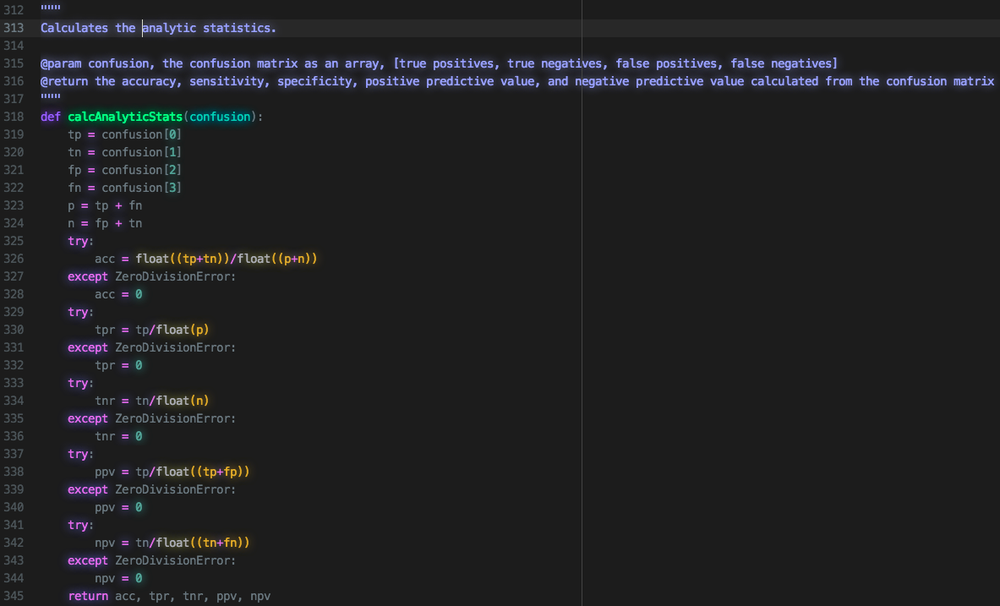 312 """
313 Calculates the analytic statistics.
314
315 @param confusion, the confusion matrix as an array, [true positives, true negatives, false positives, false negatives]
316 @return the accuracy, sensitivity, specificity, positive predictive value, and negative predictive value calculated from the confusion matrix
317 """
318 def calcAnalyticStats(confusion):
319     tp = confusion[0]
320     tn = confusion[1]
321     fp = confusion[2]
322     fn = confusion[3]
323     p = tp + fn
324     n = fp + tn
325     try:
326         acc = float((tp+tn))/float((p+n))
327     except ZeroDivisionError:
328         acc = 0
329     try:
330         tpr = tp/float(p)
331     except ZeroDivisionError:
332         tpr = 0
333     try:
334         tnr = tn/float(n)
335     except ZeroDivisionError:
336         tnr = 0
337     try:
338         ppv = tp/float((tp+fp))
339     except ZeroDivisionError:
340         ppv = 0
341     try:
342         npv = tn/float((tn+fn))
343     except ZeroDivisionError:
344         npv = 0
345     return acc, tpr, tnr, ppv, npv